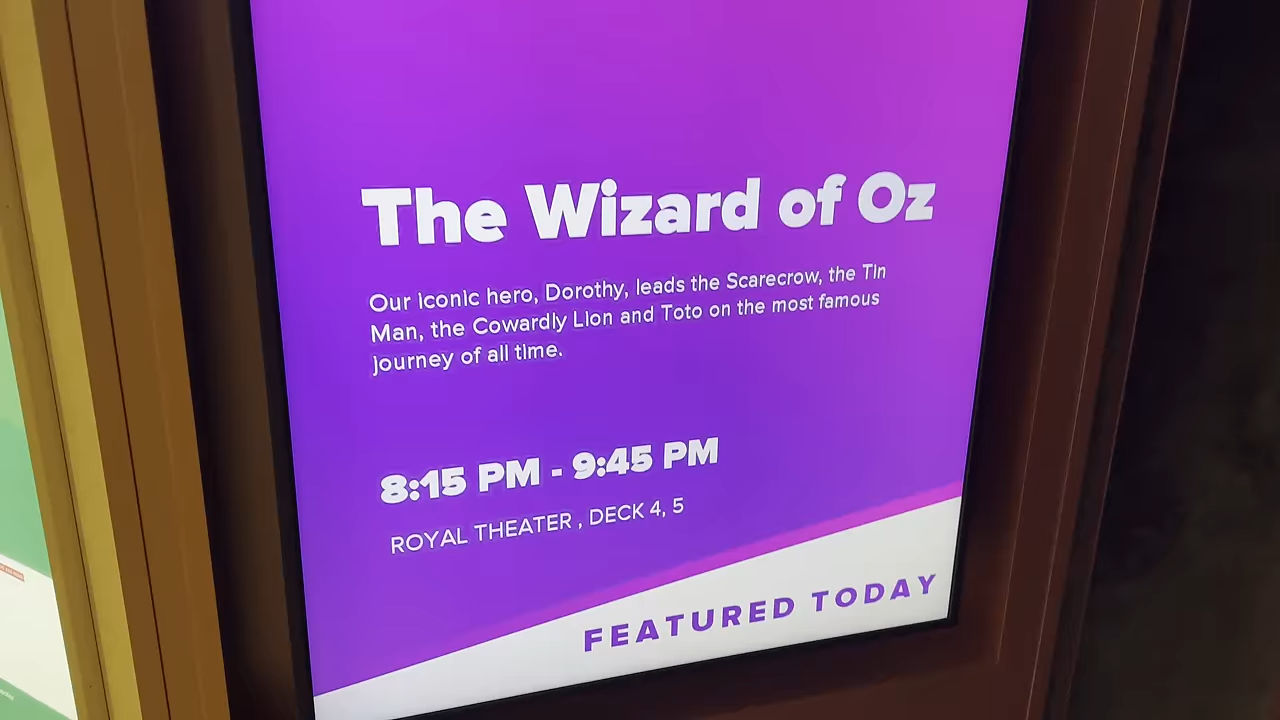 The Wizard of Oz
Our iconic hero, Dorothy, leads the Scarecrow, the Tin
Man, the Cowardly Lion and Toto on the most famous
journey of all time.
8:15 PM - 9:45 PM
ROYAL THEATER , DECK 4, 5
FEATURED TODAY